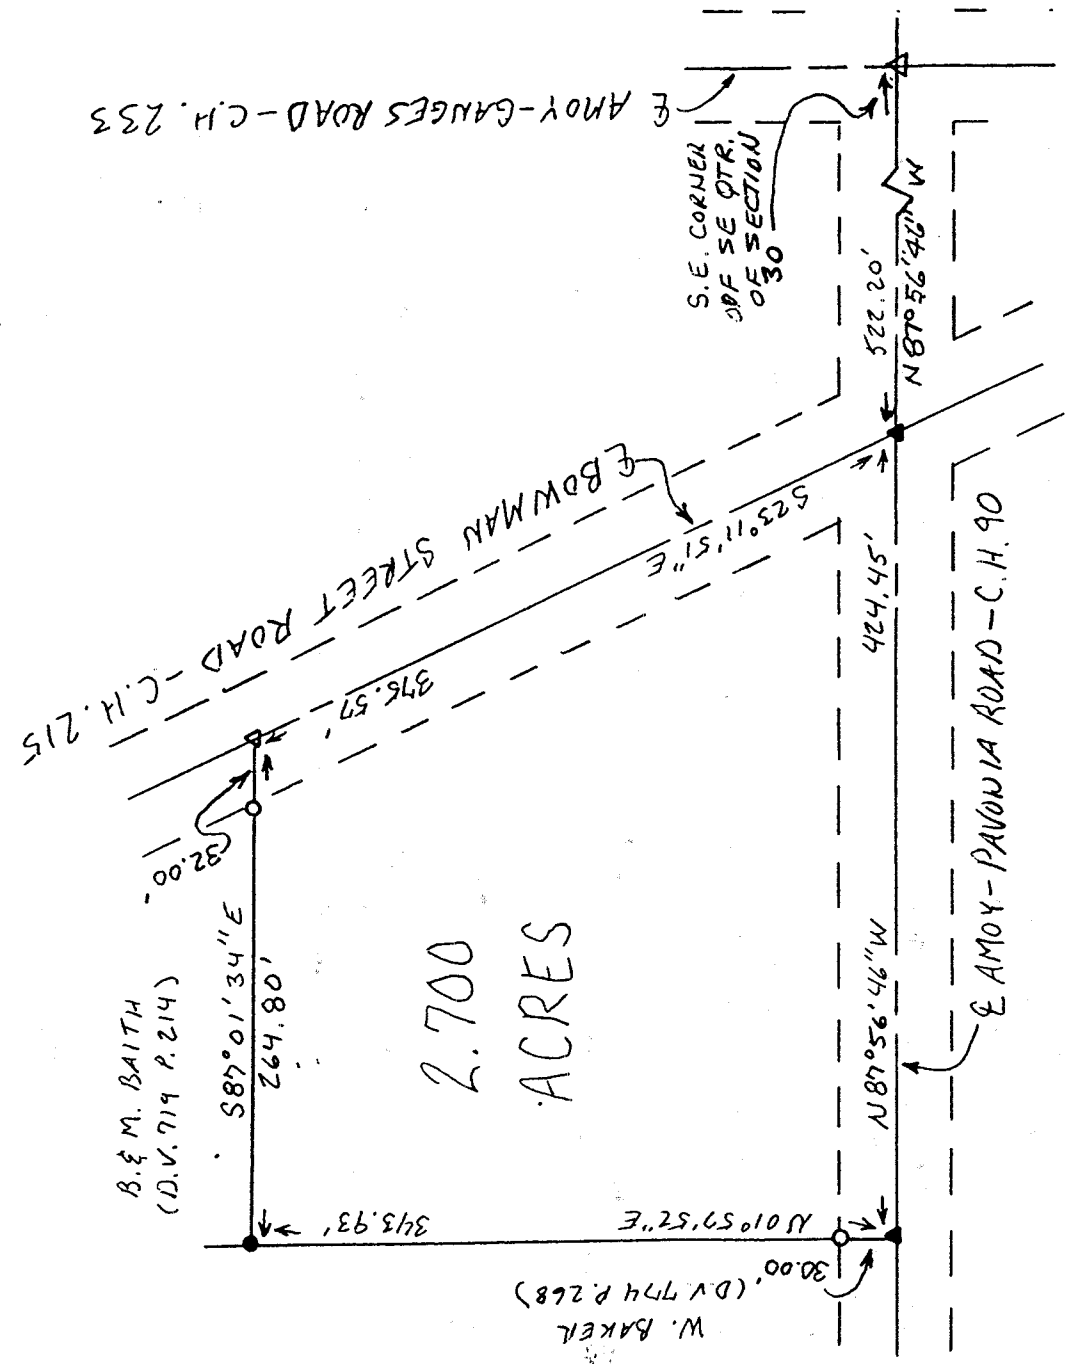 ℄ AMOY-GANGES ROAD-C.H. 233
S.E. CORNER
OF SE QTR.
OF SECTION
30
522.20'
N87°56'46"W
℄ BOWMAN STREET ROAD-C.H. 215
S23°11'51"E
375.57'
32.00'
B. & M. BAITH
(D.V. 719 P. 214)
S87°01'34"E
264.80'
2.700
ACRES
424.45'
N87°56'46"W
℄ AMOY-PAVONIA ROAD-C.H. 90
343.93'
N01°57'52"E
30.00'
W. BAKER
(D.V. 774 P. 268)